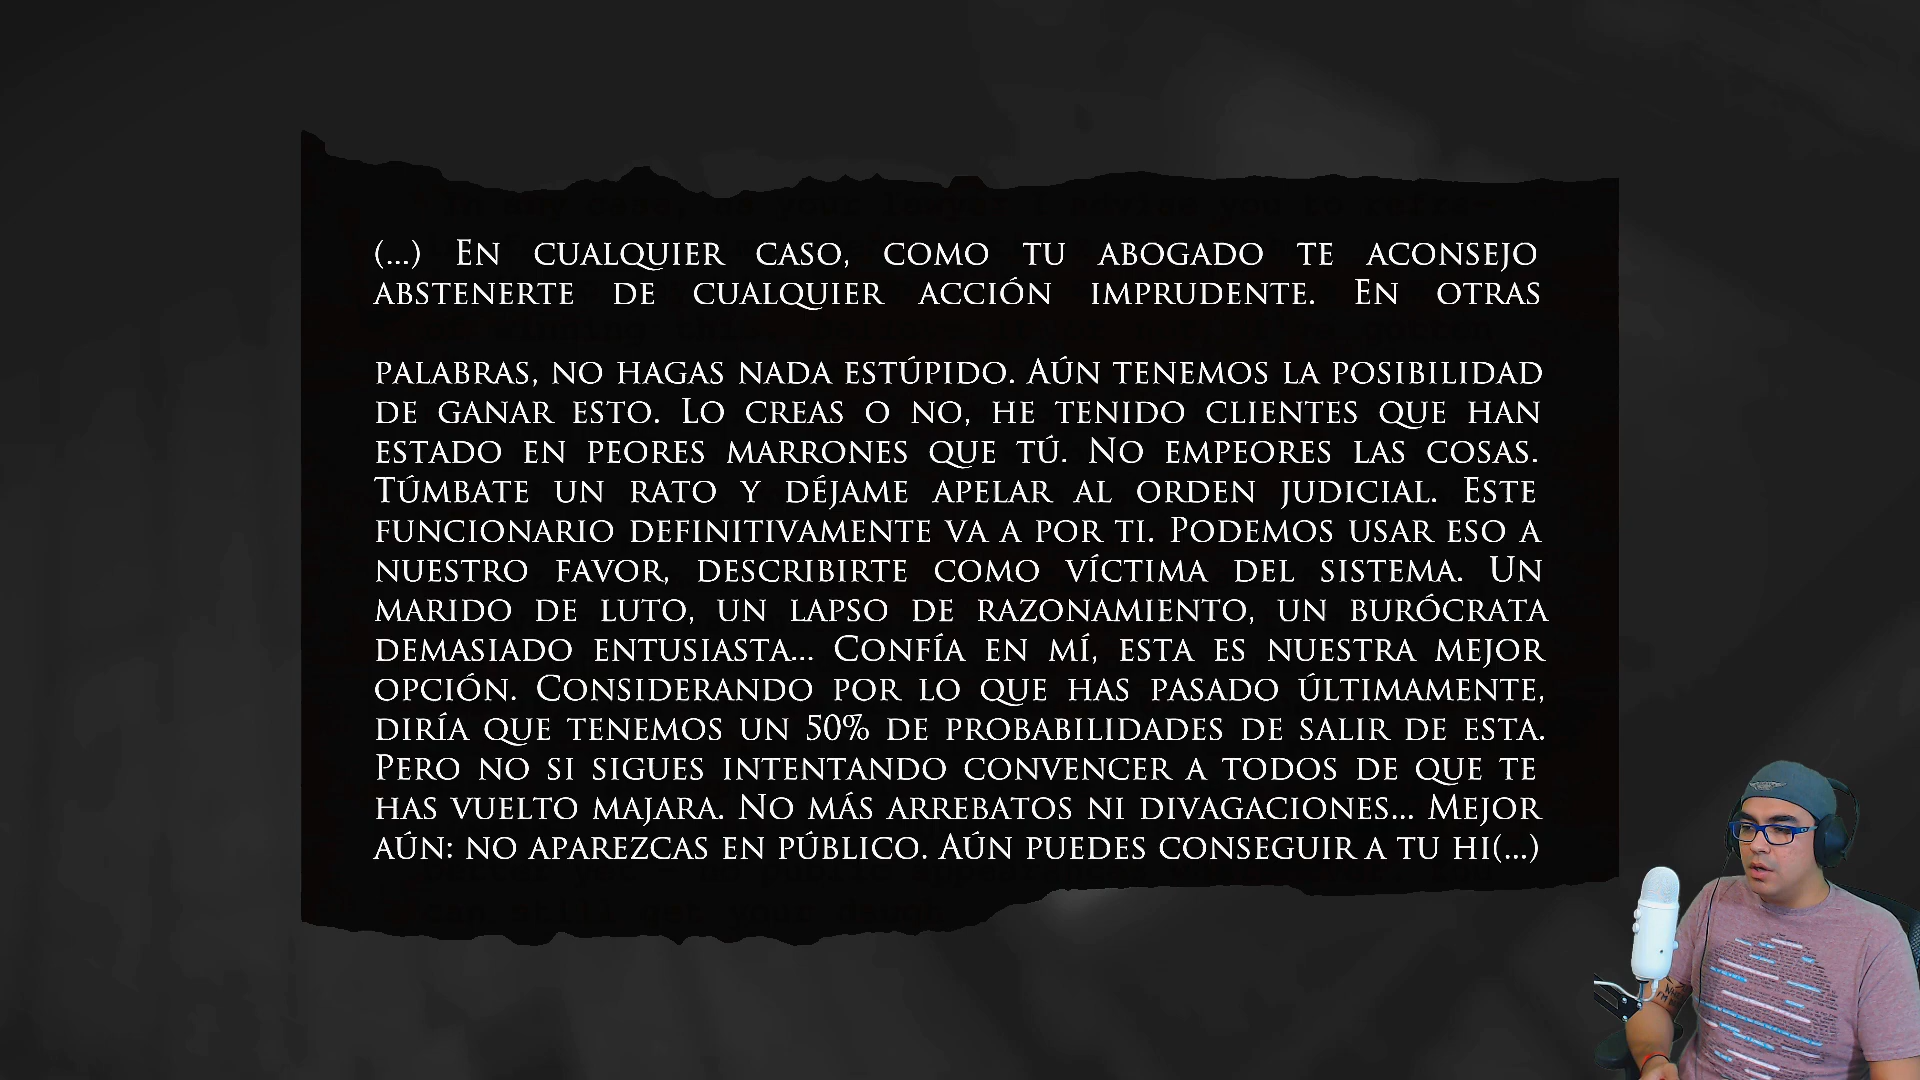 (...) En cualquier caso, como tu abogado te aconsejo
abstenerte de cualquier acción imprudente. En otras
palabras, no hagas nada estúpido. Aún tenemos la posibilidad
de ganar esto. Lo creas o no, he tenido clientes que han
estado en peores marrones que tú. No empeores las cosas.
Túmbate un rato y déjame apelar al orden judicial. Este
funcionario definitivamente va a por ti. Podemos usar eso a
nuestro favor, describirte como víctima del sistema. Un
marido de luto, un lapso de razonamiento, un burócrata
demasiado entusiasta... Confía en mí, esta es nuestra mejor
opción. Considerando por lo que has pasado últimamente,
diría que tenemos un 50% de probabilidades de salir de esta.
Pero no si sigues intentando convencer a todos de que te
has vuelto majara. No más arrebatos ni divagaciones... Mejor
aún: no aparezcas en público. Aún puedes conseguir a tu hi(...)